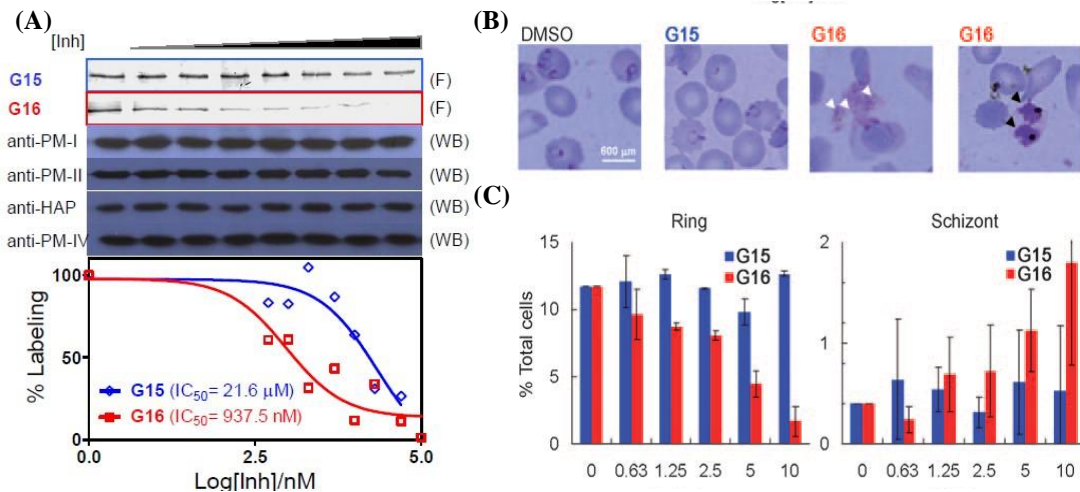 (A)
[Inh]
G15
(F)
G16
(F)
anti-PM-I
(WB)
anti-PM-II
(WB)
anti-HAP
(WB)
anti-PM-IV
(WB)
100
50
0
% Labeling
G15 (IC50= 21.6 μM)
G16 (IC50= 937.5 nM)
0.0 2.5 5.0
Log[Inh]/nM
(B)
DMSO
G15
G16
G16
600 μm
(C)
Ring
15
10
5
0
% Total cells
G15
G16
0 0.63 1.25 2.5 5 10
Schizont
2
1
0
G15
G16
0 0.63 1.25 2.5 5 10